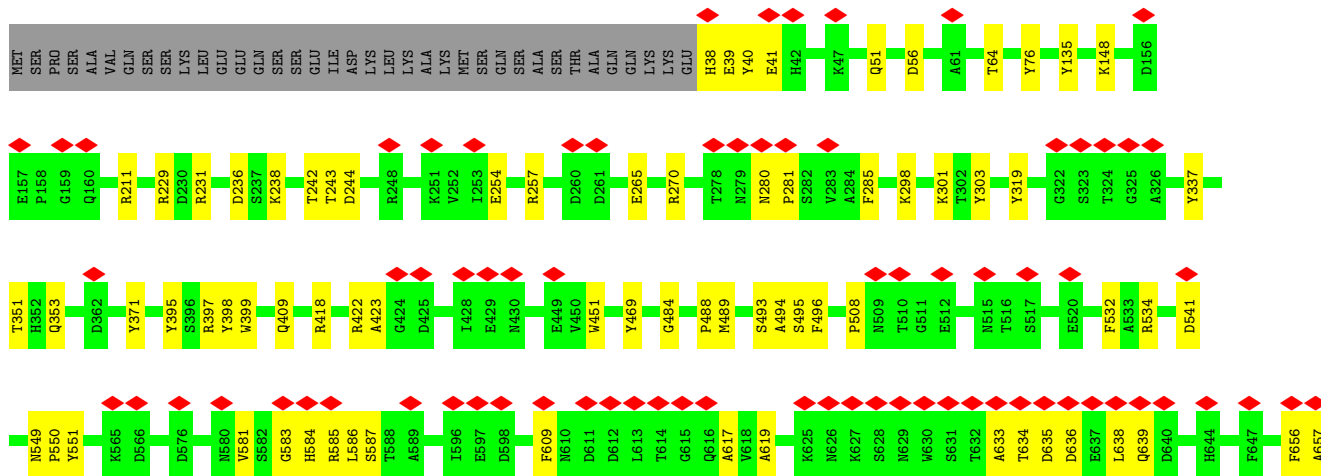 MET SER PRO SER ALA VAL GLN SER SER LYS LEU GLU GLU GLN SER SER GLU ILE ASP LYS LEU LYS ALA LYS MET SER GLN SER ALA SER THR ALA GLN GLN LYS LYS GLU H38 E39 Y40 E41 H42 K47 Q51 D56 A61 T64 Y76 Y135 K148 D156
E157 P158 G159 Q160 R211 R229 D230 R231 D236 S237 K238 T242 T243 D244 R248 K251 V252 I253 E254 R257 D260 D261 E265 R270 T278 N279 N280 P281 S282 V283 A284 F285 K298 K301 T302 Y303 Y319 G322 S323 T324 G325 A326 Y337
T351 H352 Q353 D362 Y371 Y395 S396 R397 Y398 W399 Q409 R418 R422 A423 G424 D425 I428 E429 N430 E449 V450 W451 Y469 G484 P488 M489 S493 A494 S495 F496 P508 N509 T510 G511 E512 N515 T516 S517 E520 F532 A533 R534 D541
N549 P550 Y551 K565 D566 D576 N580 V581 S582 G583 H584 R585 L586 S587 T588 A589 I596 E597 D598 F609 N610 D611 D612 L613 T614 G615 Q616 A617 V618 A619 K625 N626 K627 S628 N629 W630 S631 T632 A633 T634 D635 D636 E637 L638 Q639 D640 H644 F647 F656 A657